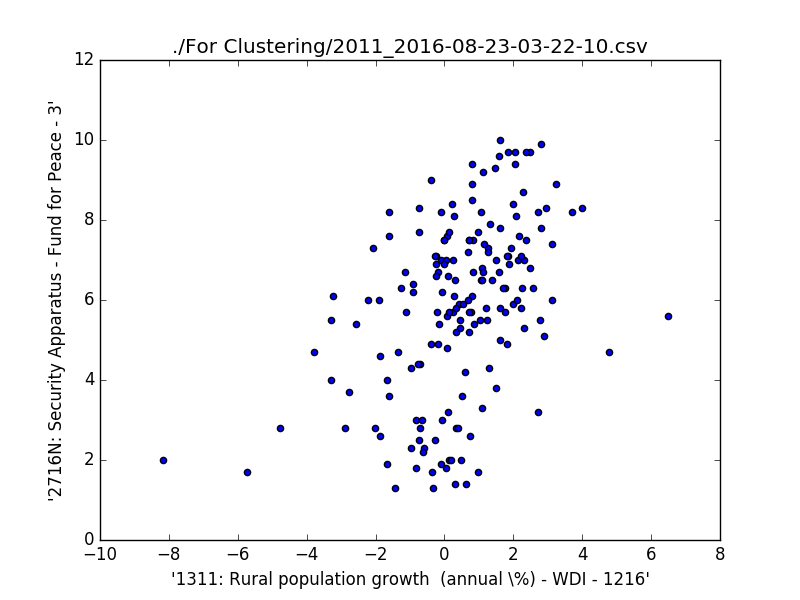 ./For Clustering/2011_2016-08-23-03-22-10.csv
'2716N: Security Apparatus - Fund for Peace - 3'
12
10
8
6
4
2
0
−10 −8 −6 −4 −2 0 2 4 6 8
'1311: Rural population growth  (annual \%) - WDI - 1216'